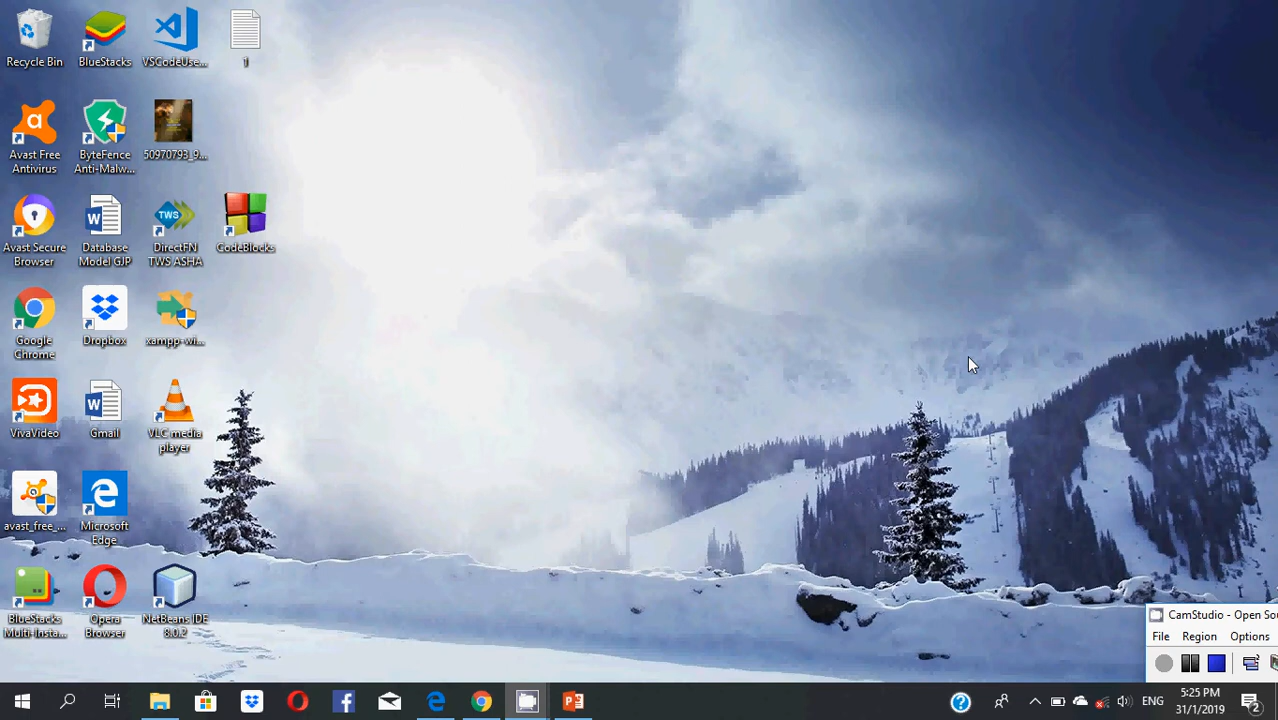 Recycle Bin
BlueStacks
VSCodeUse...
1
Avast Free
Antivirus
ByteFence
Anti-Malw...
50970793_9...
Avast Secure
Browser
Database
Model GJP
DirectFN
TWS ASHA
CodeBlocks
Google
Chrome
Dropbox
xampp-wi...
VivaVideo
Gmail
VLC media
player
avast_free_...
Microsoft
Edge
BlueStacks
Multi-Insta...
Opera
Browser
NetBeans IDE
8.0.2
TWS
CamStudio - Open Sou
File Region Options
ENG
5:25 PM
31/1/2019
2